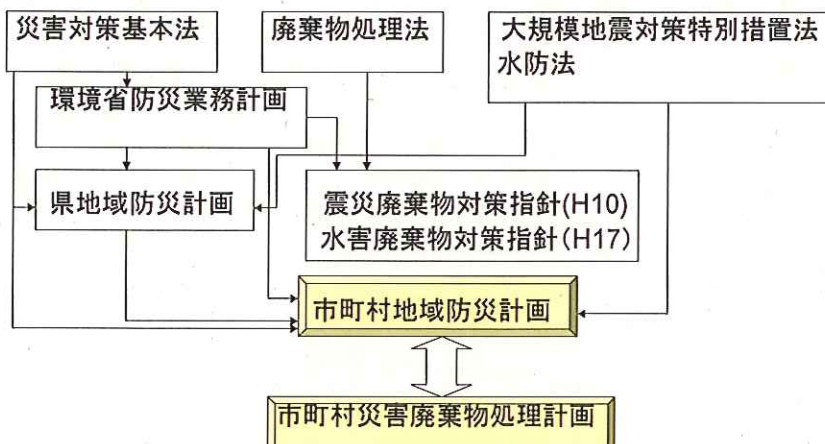 災害対策基本法
廃棄物処理法
大規模地震対策特別措置法
水防法
環境省防災業務計画
県地域防災計画
震災廃棄物対策指針(H10)
水害廃棄物対策指針(H17)
市町村地域防災計画
市町村災害廃棄物処理計画